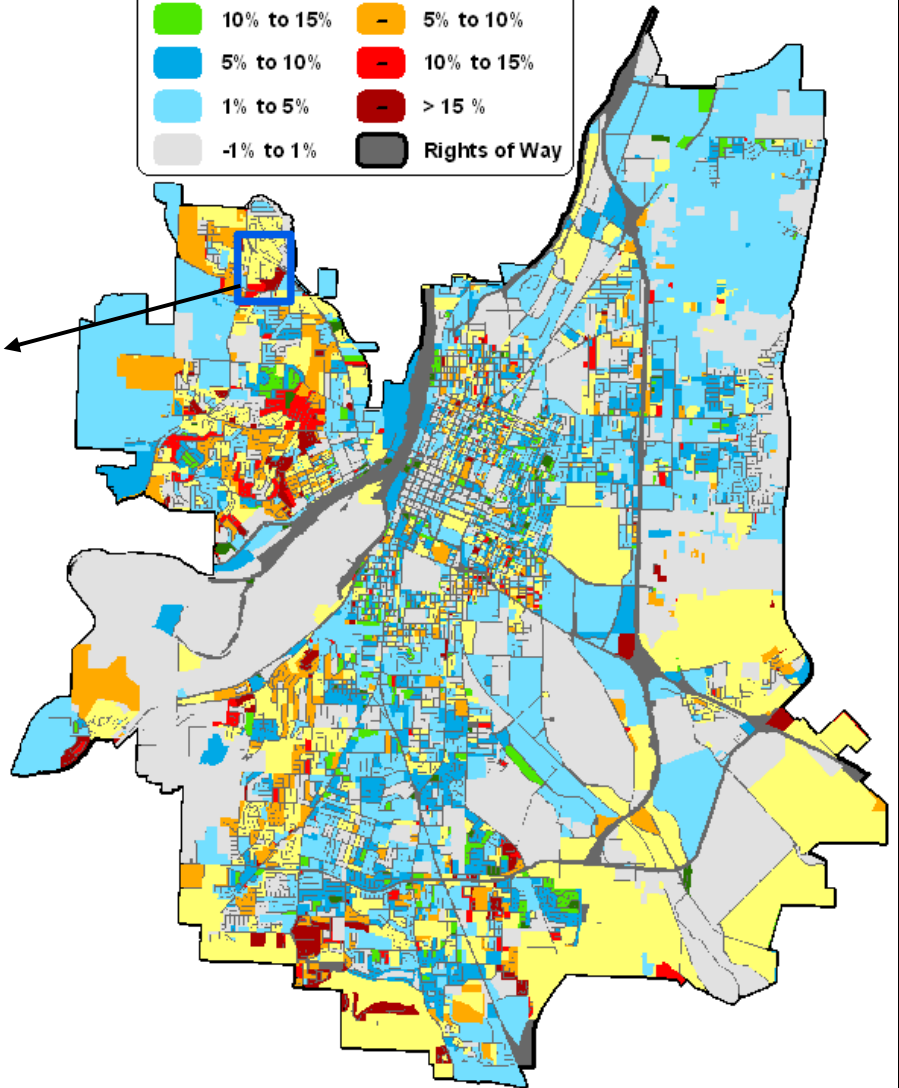 10% to 15% - 5% to 10%
5% to 10% - 10% to 15%
1% to 5% - > 15 %
-1% to 1% Rights of Way